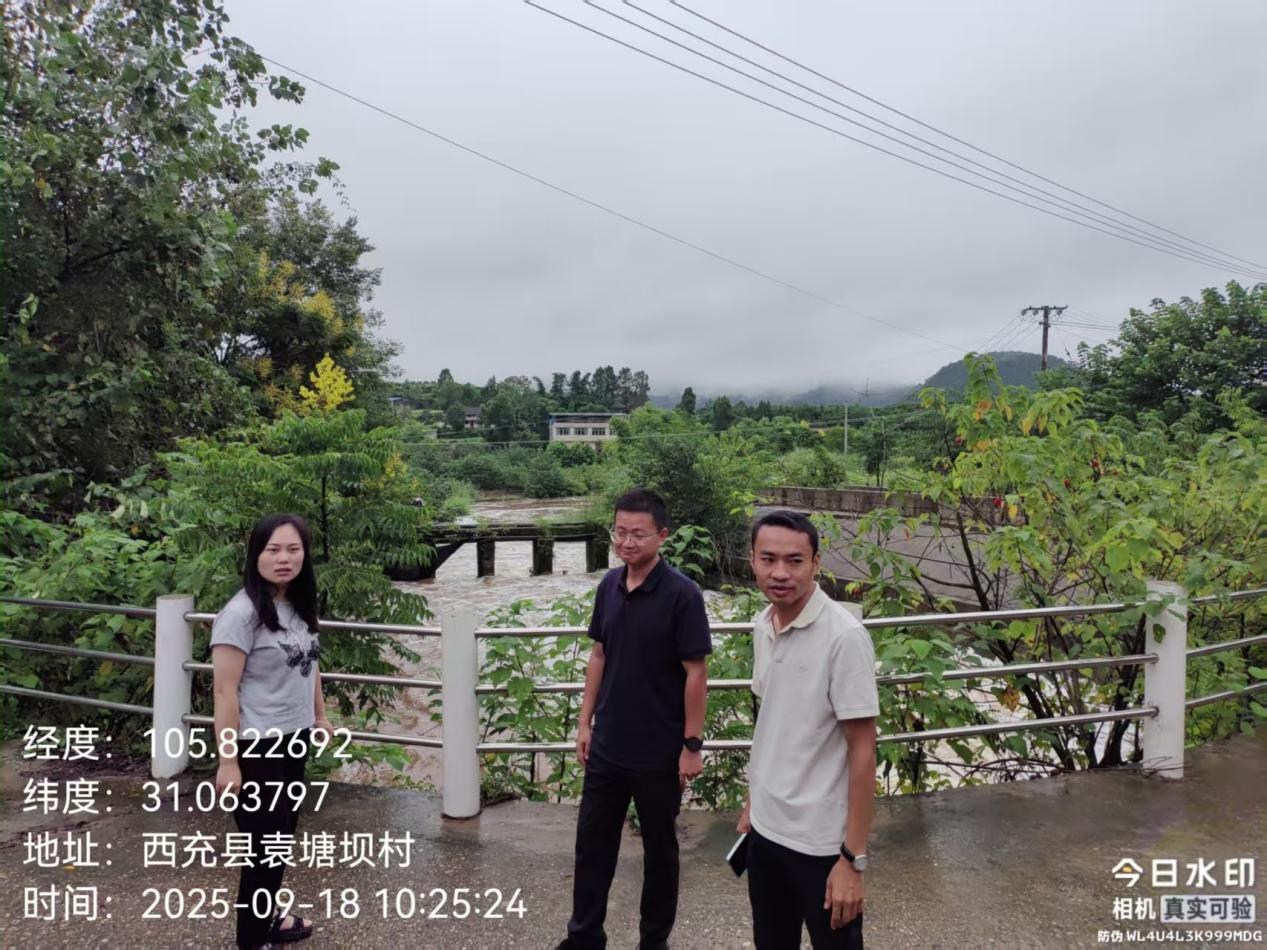 经度: 105.822692
纬度: 31.063797
地址: 西充县袁塘坝村
时间: 2025-09-18 10:25:24
今日水印
相机 真实可验
防伪 WL4U4L3K999MDG